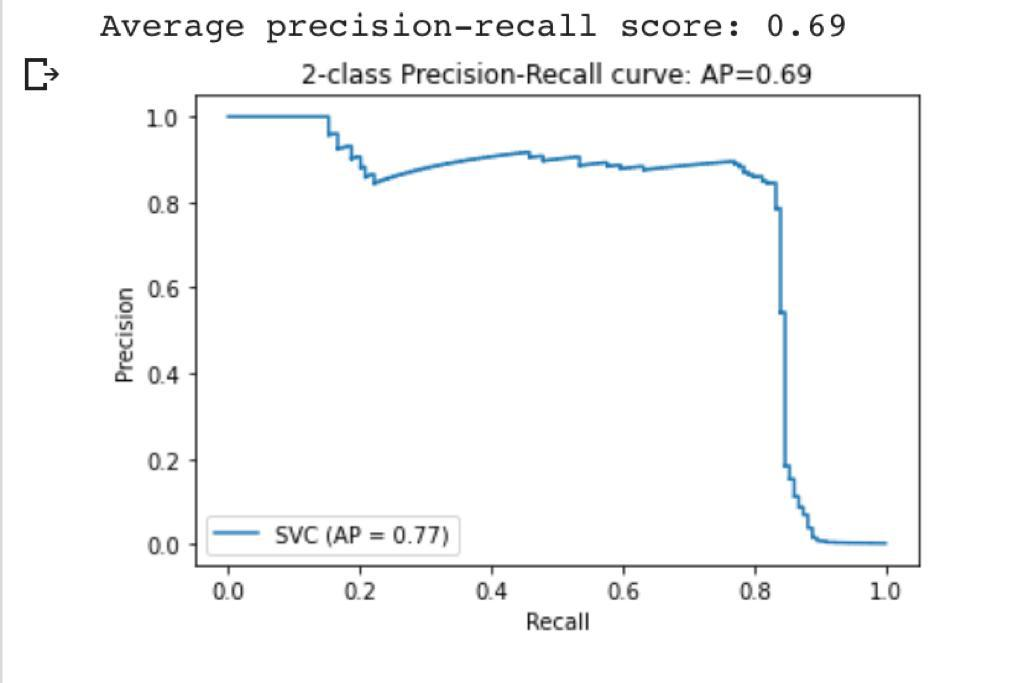 Average precision-recall score: 0.69
2-class Precision-Recall curve: AP=0.69
1.0
0.8
0.6
0.4
0.2
0.0
Precision
SVC (AP = 0.77)
0.0 0.2 0.4 0.6 0.8 1.0
Recall